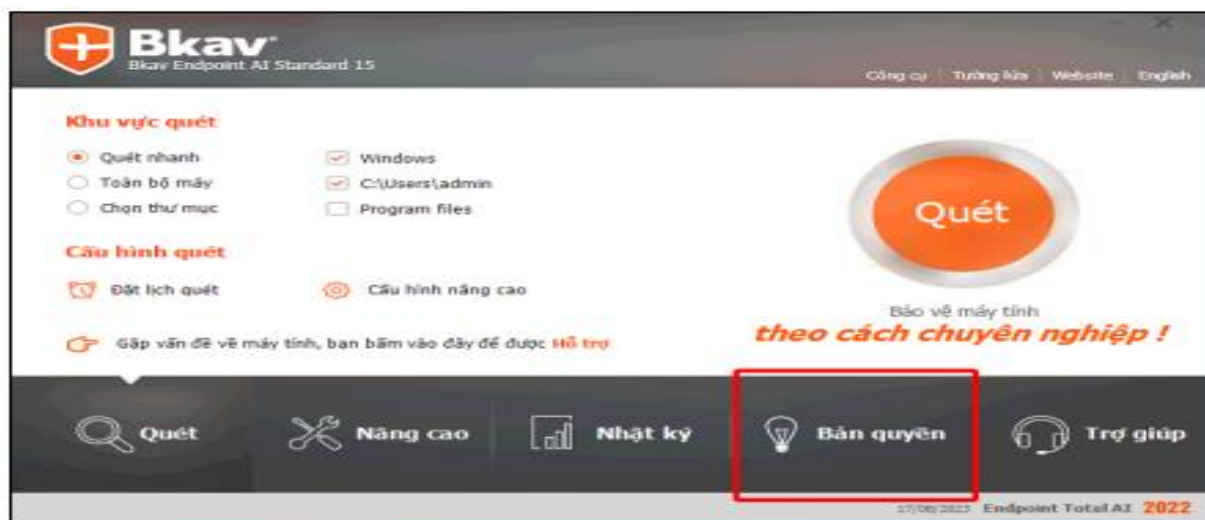 Bkav
Bkav Endpoint AI Standard 15
Công cụ Tường lửa Website English
Khu vực quét
Quét nhanh Windows
Toàn bộ máy C:\Users\admin
Chọn thư mục Program files
Quét
Cấu hình quét
Đặt lịch quét Cấu hình nâng cao
Bảo vệ máy tính
theo cách chuyên nghiệp !
Gặp vấn đề về máy tính, bạn bấm vào đây để được Hỗ trợ
Quét Nâng cao Nhật ký Bản quyền Trợ giúp
Endpoint Total AI 2022